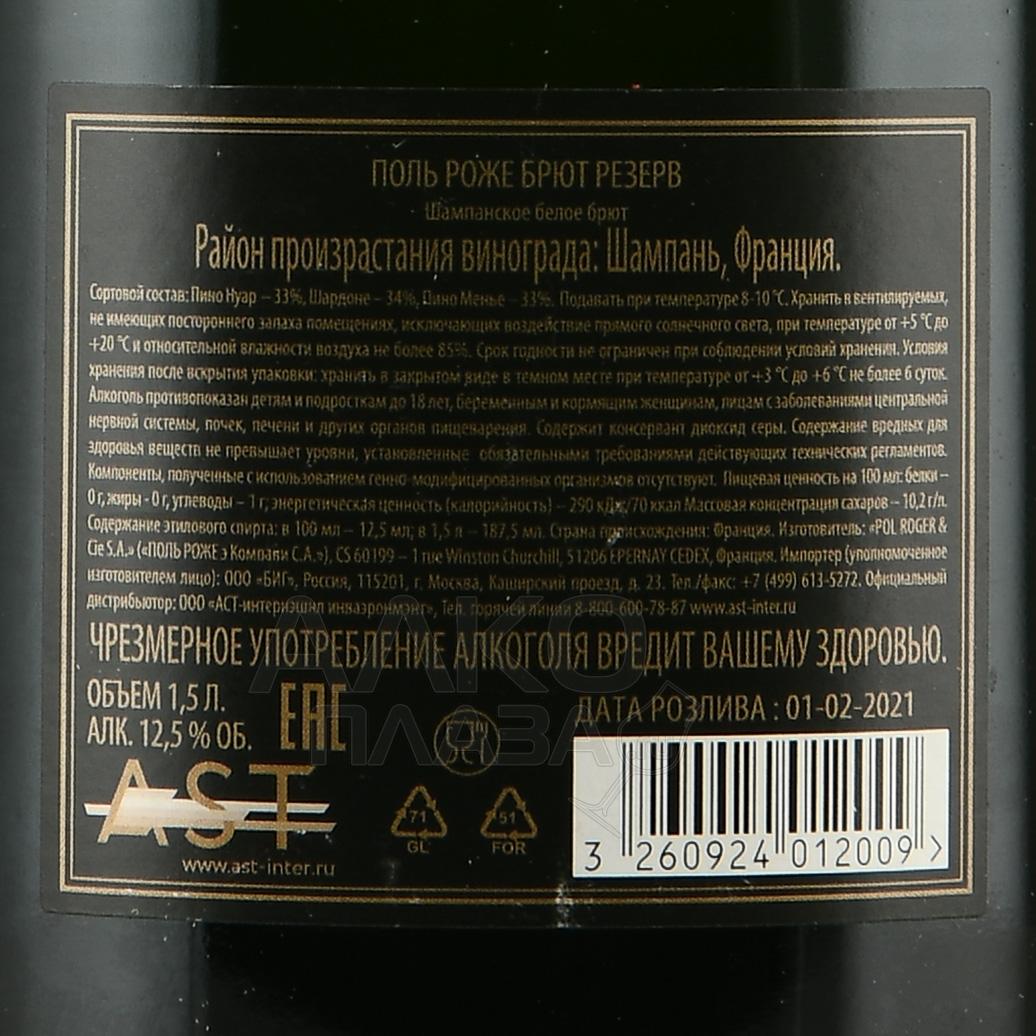 ПОЛЬ РОЖЕ БРЮТ РЕЗЕРВ
Шампанское белое брют
Район произрастания винограда: Шампань, Франция.
Сортовой состав: Пино Нуар – 33%, Шардоне – 34%, Пино Менье – 33%. Подавать при температуре 8-10 °С. Хранить в вентилируемых,
не имеющих постороннего запаха помещениях, исключающих воздействие прямого солнечного света, при температуре от +5 °С до
+20 °С и относительной влажности воздуха не более 85%. Срок годности не ограничен при соблюдении условий хранения. Условия
хранения после вскрытия упаковки: хранить в закрытом виде в темном месте при температуре от +3 °С до +6 °С не более 6 суток.
Алкоголь противопоказан детям и подросткам до 18 лет, беременным и кормящим женщинам, лицам с заболеваниями центральной
нервной системы, почек, печени и других органов пищеварения. Содержит консервант диоксид серы. Содержание вредных для
здоровья веществ не превышает уровни, установленные обязательными требованиями действующих технических регламентов.
Компоненты, полученные с использованием генно-модифицированных организмов отсутствуют. Пищевая ценность на 100 мл: белки –
0 г, жиры - 0 г, углеводы – 1 г; энергетическая ценность (калорийность) – 290 кДж/70 ккал Массовая концентрация сахаров – 10,2 г/л.
Содержание этилового спирта: в 100 мл – 12,5 мл; в 1,5 л – 187,5 мл. Страна происхождения: Франция. Изготовитель: «POL ROGER &
Cie S.A.» («ПОЛЬ РОЖЕ э Компани С.А.»), CS 60199 – 1 rue Winston Churchill, 51206 EPERNAY CEDEX, Франция. Импортер (уполномоченное
изготовителем лицо): ООО «БИГ», Россия, 115201, г. Москва, Каширский проезд, д. 23. Тел./факс: +7 (499) 613-5272. Официальный
дистрибьютор: ООО «АСТ-интернэшнл инваэронмэнт», Тел. горячей линии 8-800-600-78-87 www.ast-inter.ru
ЧРЕЗМЕРНОЕ УПОТРЕБЛЕНИЕ АЛКОГОЛЯ ВРЕДИТ ВАШЕМУ ЗДОРОВЬЮ.
ОБЪЕМ 1,5 Л.
АЛК. 12,5 % ОБ.
EAC
ДАТА РОЗЛИВА : 01-02-2021
АЛКО
ПЛАЗА
AST
www.ast-inter.ru
71
GL
51
FOR
3 260924 012009 >